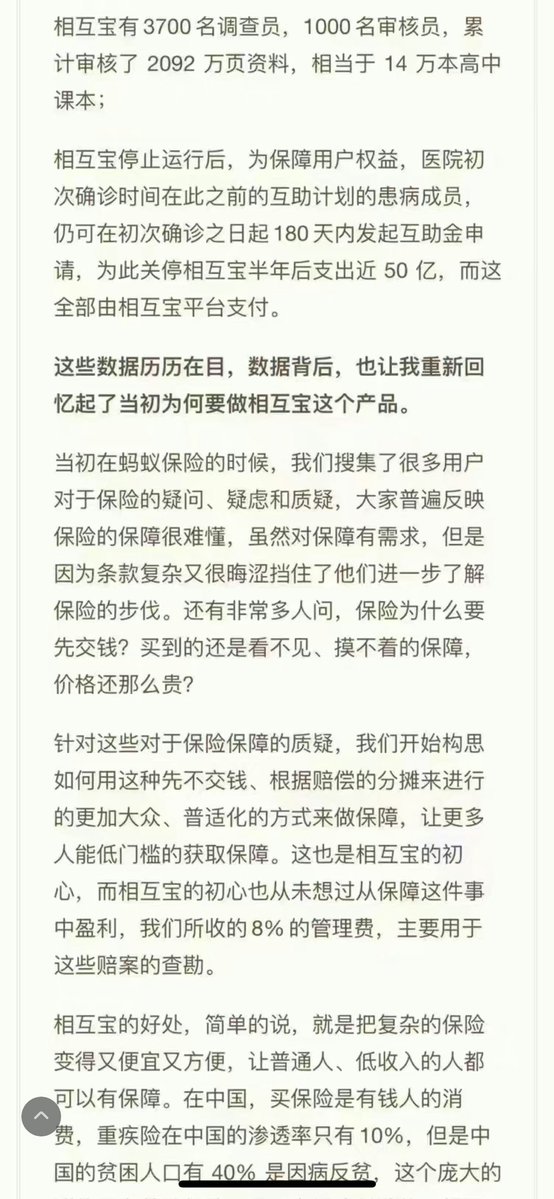 相互宝有3700名调查员，1000名审核员，累
计审核了 2092 万页资料，相当于 14 万本高中
课本；
相互宝停止运行后，为保障用户权益，医院初
次确诊时间在此之前的互助计划的患病成员，
仍可在初次确诊之日起180天内发起互助金申
请，为此关停相互宝半年后支出近 50 亿，而这
全部由相互宝平台支付。
这些数据历历在目，数据背后，也让我重新回
忆起了当初为何要做相互宝这个产品。
当初在蚂蚁保险的时候，我们搜集了很多用户
对于保险的疑问、疑虑和质疑，大家普遍反映
保险的保障很难懂，虽然对保障有需求，但是
因为条款复杂又很晦涩挡住了他们进一步了解
保险的步伐。还有非常多人问，保险为什么要
先交钱？买到的还是看不见、摸不着的保障，
价格还那么贵？
针对这些对于保险保障的质疑，我们开始构思
如何用这种先不交钱、根据赔偿的分摊来进行
的更加大众、普适化的方式来做保障，让更多
人能低门槛的获取保障。这也是相互宝的初
心，而相互宝的初心也从未想过从保障这件事
中盈利，我们所收的8% 的管理费，主要用于
这些赔案的查勘。
相互宝的好处，简单的说，就是把复杂的保险
变得又便宜又方便，让普通人、低收入的人都
可以有保障。在中国，买保险是有钱人的消
费，重疾险在中国的渗透率只有10%，但是中
国的贫困人口有 40% 是因病反贫，这个庞大的